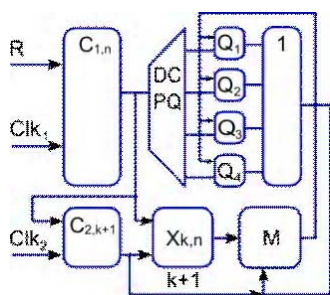 R
C1,n
DC
PQ
Q1
Q2
Q3
Q4
1
Clk1
Clk2
C2,k+1
Xk,n
M
k+1